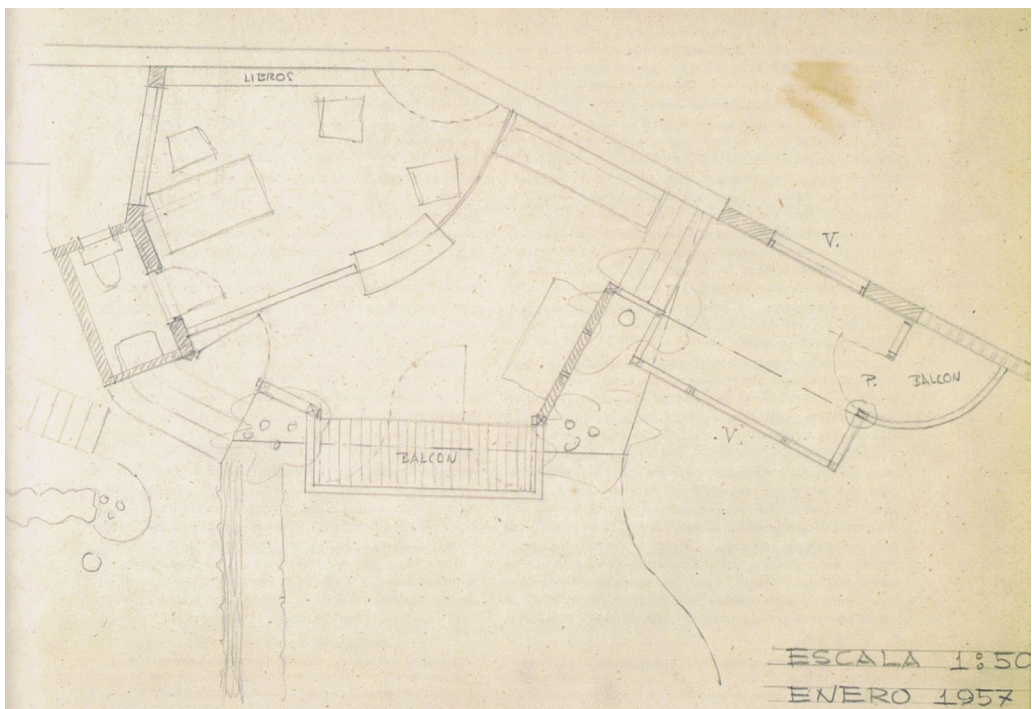 LIBROS
V.
P. BALCON
.V.
BALCON
ESCALA 1:50
ENERO 1957